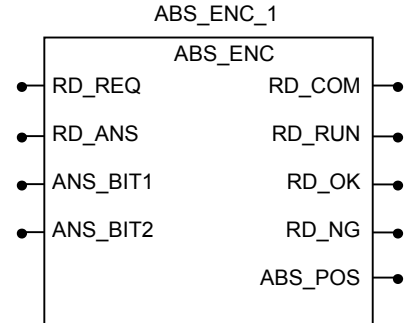 ABS_ENC_1
ABS_ENC
RD_REQ RD_COM
RD_ANS RD_RUN
ANS_BIT1 RD_OK
ANS_BIT2 RD_NG
ABS_POS